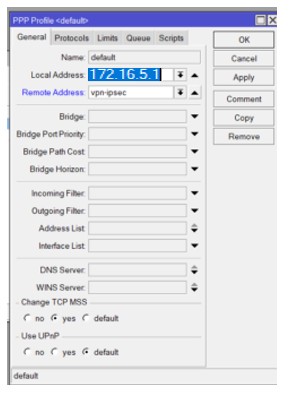 PPP Profile <default>
General Protocols Limits Queue Scripts
OK
Name: default
Cancel
Local Address: 172.16.5.1
Apply
Remote Address: vpn-ipsec
Comment
Bridge:
Copy
Bridge Port Priority:
Remove
Bridge Path Cost:
Bridge Horizon:
Incoming Filter:
Outgoing Filter:
Address List:
Interface List:
DNS Server:
WINS Server:
Change TCP MSS
no yes default
Use UPnP
no yes default
default